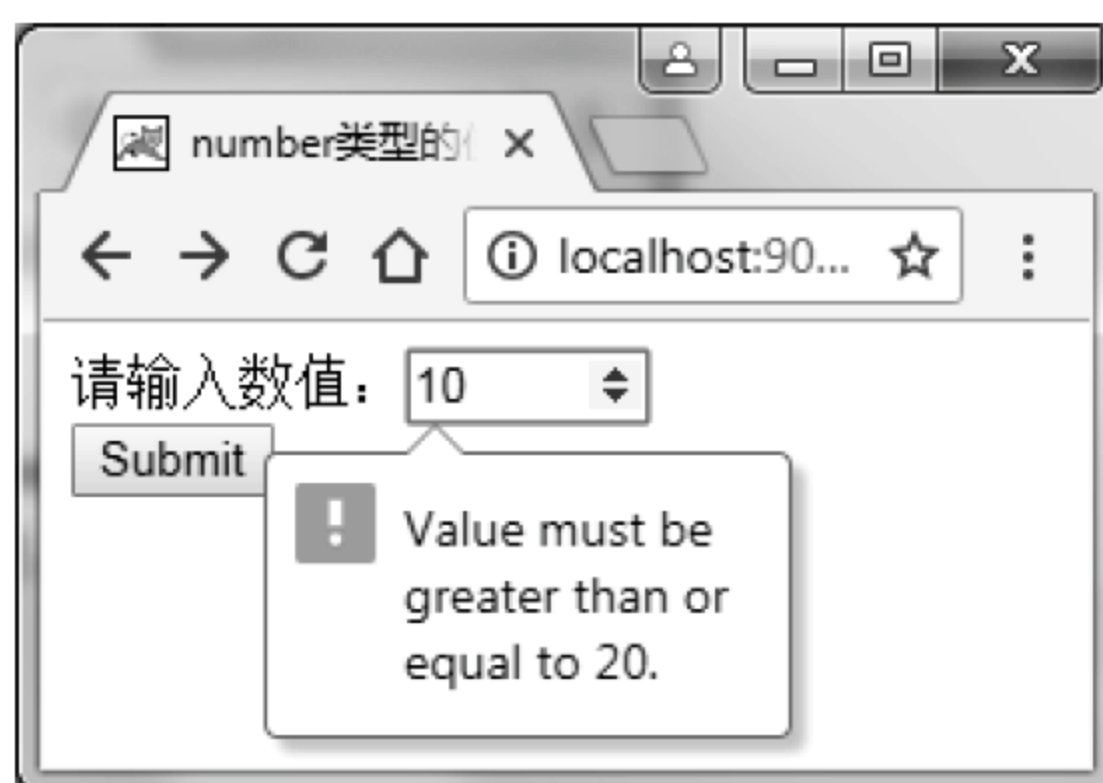 number类型的
localhost:90...
请输入数值：10
Submit
Value must be
greater than or
equal to 20.